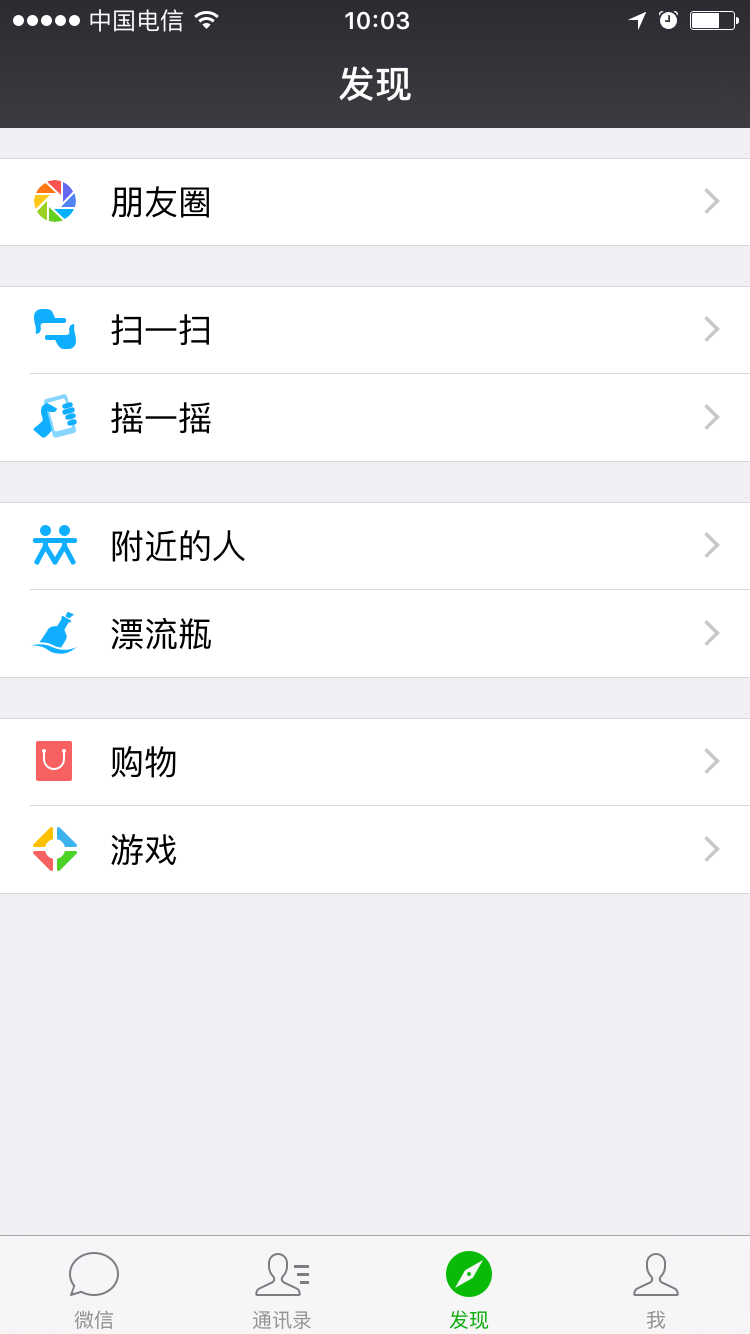 中国电信 10:03
发现
朋友圈
扫一扫
摇一摇
附近的人
漂流瓶
购物
游戏
微信 通讯录 发现 我